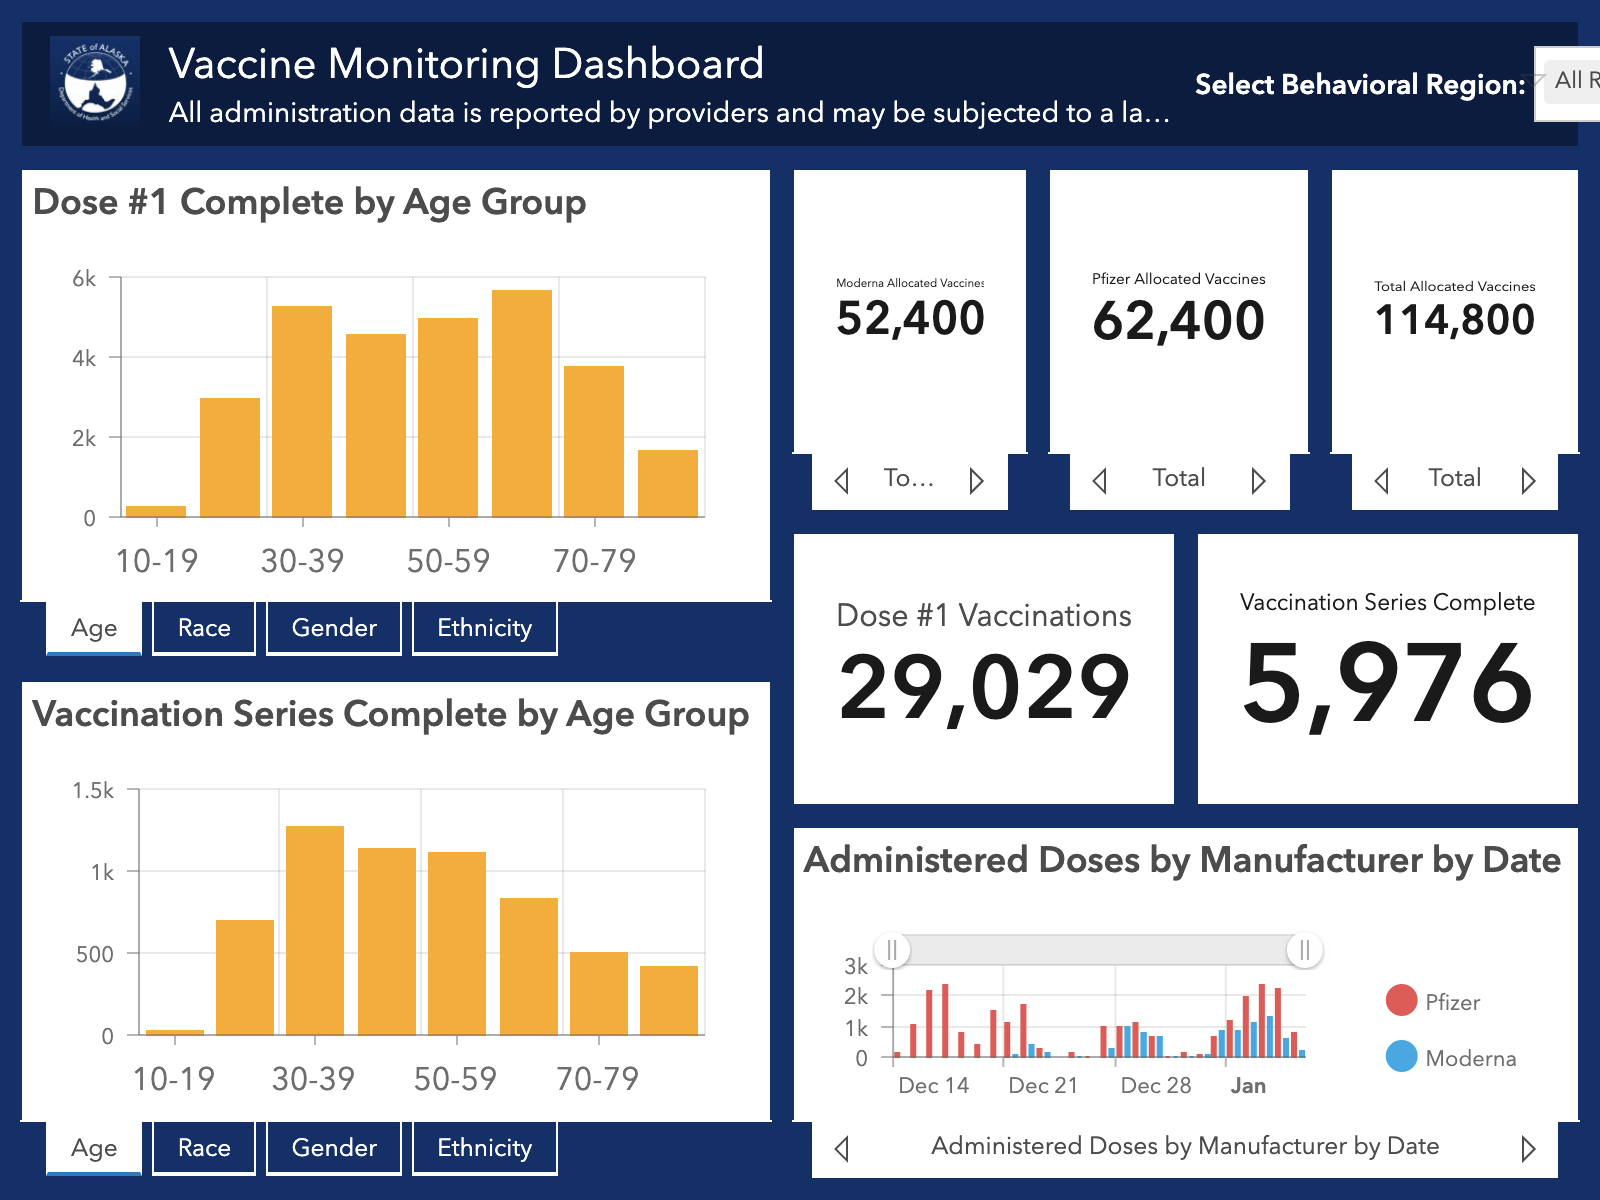 STATE of ALASKA
Department of Health and Social Services
Vaccine Monitoring Dashboard
All administration data is reported by providers and may be subjected to a la...
Select Behavioral Region:
All R
Dose #1 Complete by Age Group
6k
4k
2k
0
10-19 30-39 50-59 70-79
Age Race Gender Ethnicity
Vaccination Series Complete by Age Group
1.5k
1k
500
0
10-19 30-39 50-59 70-79
Age Race Gender Ethnicity
Moderna Allocated Vaccines
52,400
To...
Pfizer Allocated Vaccines
62,400
Total
Total Allocated Vaccines
114,800
Total
Dose #1 Vaccinations
29,029
Vaccination Series Complete
5,976
Administered Doses by Manufacturer by Date
3k
2k
1k
0
Dec 14 Dec 21 Dec 28 Jan
Pfizer
Moderna
Administered Doses by Manufacturer by Date